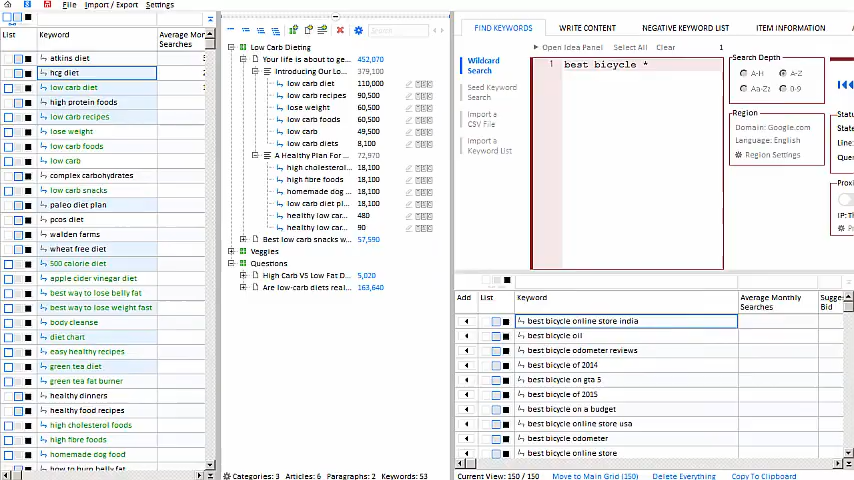 File
Import / Export
Settings
List
Keyword
Average Mon
Searches
atkins diet
hcg diet
low carb diet
high protein foods
low carb recipes
lose weight
low carb foods
low carb
complex carbohydrates
low carb snacks
paleo diet plan
pcos diet
walden farms
wheat free diet
500 calorie diet
apple cider vinegar diet
best way to lose belly fat
best way to lose weight fast
body cleanse
diet chart
easy healthy recipes
green tea diet
green tea fat burner
healthy dinners
healthy food recipes
high cholesterol foods
high fibre foods
homemade dog food
how to burn belly fat
Search
Low Carb Dieting
Your life is about to ge... 452,070
Introducing Our Lo... 379,100
low carb diet 110,000
low carb recipes 90,500
lose weight 60,500
low carb foods 60,500
low carb 49,500
low carb diets 8,100
A Healthy Plan For ... 72,970
high cholesterol... 18,100
high fibre foods 18,100
homemade dog ... 18,100
low carb diet pl... 18,100
healthy low car... 480
healthy low car... 90
Best low carb snacks w... 57,590
Veggies
Questions
High Carb VS Low Fat D... 5,020
Are low-carb diets real... 163,640
Categories: 3 Articles: 6 Paragraphs: 2 Keywords: 53
FIND KEYWORDS
WRITE CONTENT
NEGATIVE KEYWORD LIST
ITEM INFORMATION
Open Idea Panel Select All Clear 1
Wildcard
Search
Seed Keyword
Search
Import a
CSV File
Import a
Keyword List
1 best bicycle *
Search Depth
A-H
A-Z
Aa-Zz
0-9
Region
Domain: Google.com
Language: English
Region Settings
Statu
State
Line:
Quer
Proxi
IP: Th
Pr
Add
List
Keyword
Average Monthly
Searches
Sugge
Bid
best bicycle online store india
best bicycle oil
best bicycle odometer reviews
best bicycle of 2014
best bicycle on gta 5
best bicycle of 2015
best bicycle on a budget
best bicycle online store usa
best bicycle odometer
best bicycle online store
Current View: 150 / 150
Move to Main Grid (150)
Delete Everything
Copy To Clipboard